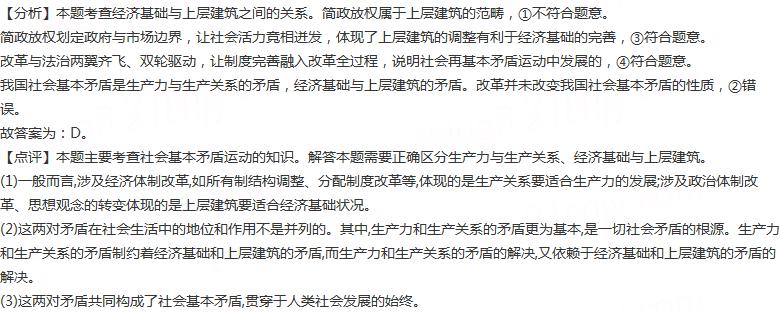 【分析】本题考查经济基础与上层建筑之间的关系。简政放权属于上层建筑的范畴，①不符合题意。
简政放权划定政府与市场边界，让社会活力竞相迸发，体现了上层建筑的调整有利于经济基础的完善，③符合题意。
改革与法治两翼齐飞、双轮驱动，让制度完善融入改革全过程，说明社会再基本矛盾运动中发展的，④符合题意。
我国社会基本矛盾是生产力与生产关系的矛盾，经济基础与上层建筑的矛盾。改革并未改变我国社会基本矛盾的性质，②错
误。
故答案为：D。
【点评】本题主要考查社会基本矛盾运动的知识。解答本题需要正确区分生产力与生产关系、经济基础与上层建筑。
(1)一般而言,涉及经济体制改革,如所有制结构调整、分配制度改革等,体现的是生产关系要适合生产力的发展;涉及政治体制改
革、思想观念的转变体现的是上层建筑要适合经济基础状况。
(2)这两对矛盾在社会生活中的地位和作用不是并列的。其中,生产力和生产关系的矛盾更为基本,是一切社会矛盾的根源。生产力
和生产关系的矛盾制约着经济基础和上层建筑的矛盾,而生产力和生产关系的矛盾的解决,又依赖于经济基础和上层建筑的矛盾的
解决。
(3)这两对矛盾共同构成了社会基本矛盾,贯穿于人类社会发展的始终。